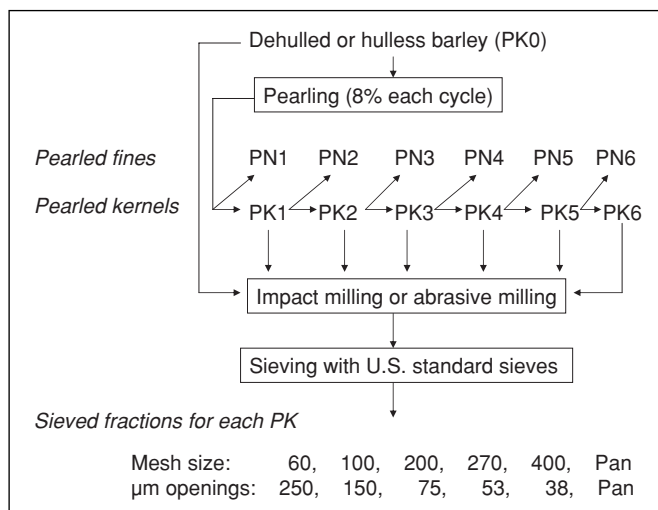 Dehulled or hulless barley (PK0)
Pearling (8% each cycle)
Pearled fines PN1 PN2 PN3 PN4 PN5 PN6
Pearled kernels PK1 PK2 PK3 PK4 PK5 PK6
Impact milling or abrasive milling
Sieving with U.S. standard sieves
Sieved fractions for each PK
Mesh size: 60, 100, 200, 270, 400, Pan
µm openings: 250, 150, 75, 53, 38, Pan